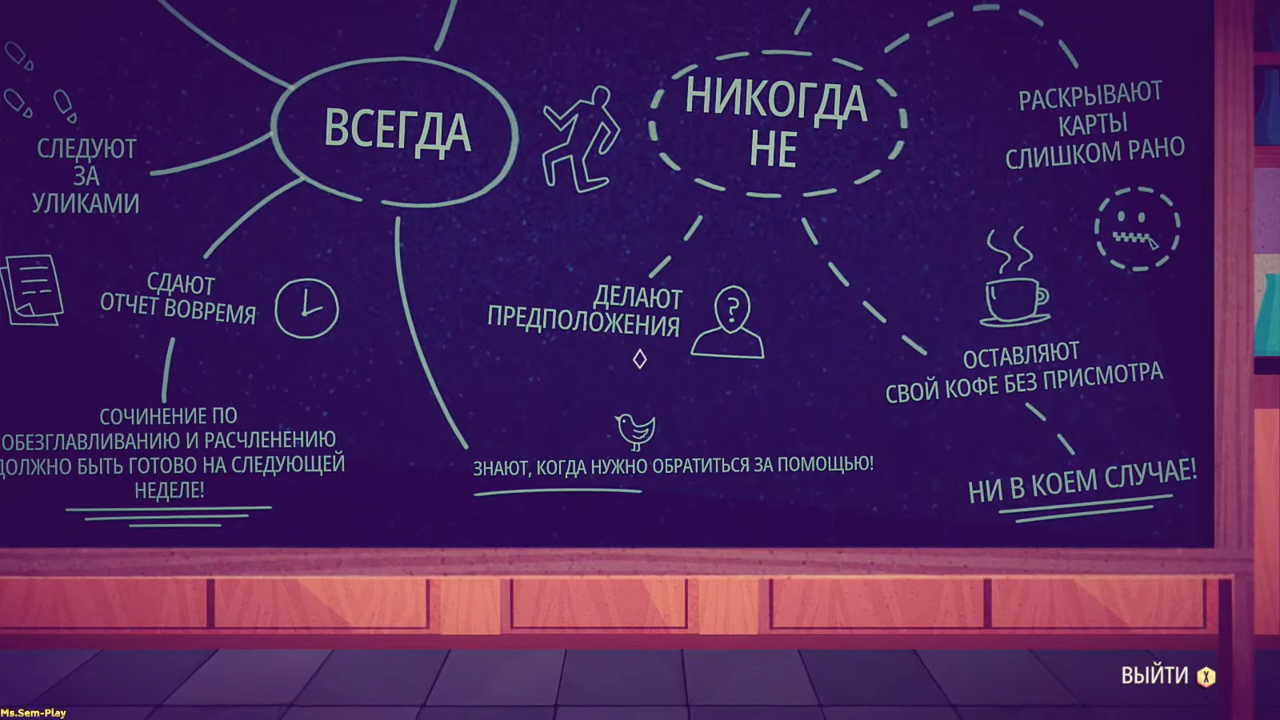 ВСЕГДА
СЛЕДУЮТ
ЗА
УЛИКАМИ
СДАЮТ
ОТЧЕТ ВОВРЕМЯ
СОЧИНЕНИЕ ПО
ОБЕЗГЛАВЛИВАНИЮ И РАСЧЛЕНЕНИЮ
ДОЛЖНО БЫТЬ ГОТОВО НА СЛЕДУЮЩЕЙ
НЕДЕЛЕ!
ЗНАЮТ, КОГДА НУЖНО ОБРАТИТЬСЯ ЗА ПОМОЩЬЮ!
НИКОГДА
НЕ
ДЕЛАЮТ
ПРЕДПОЛОЖЕНИЯ
?
РАСКРЫВАЮТ
КАРТЫ
СЛИШКОМ РАНО
ОСТАВЛЯЮТ
СВОЙ КОФЕ БЕЗ ПРИСМОТРА
НИ В КОЕМ СЛУЧАЕ!
ВЫЙТИ X
Ms.Sem-Play